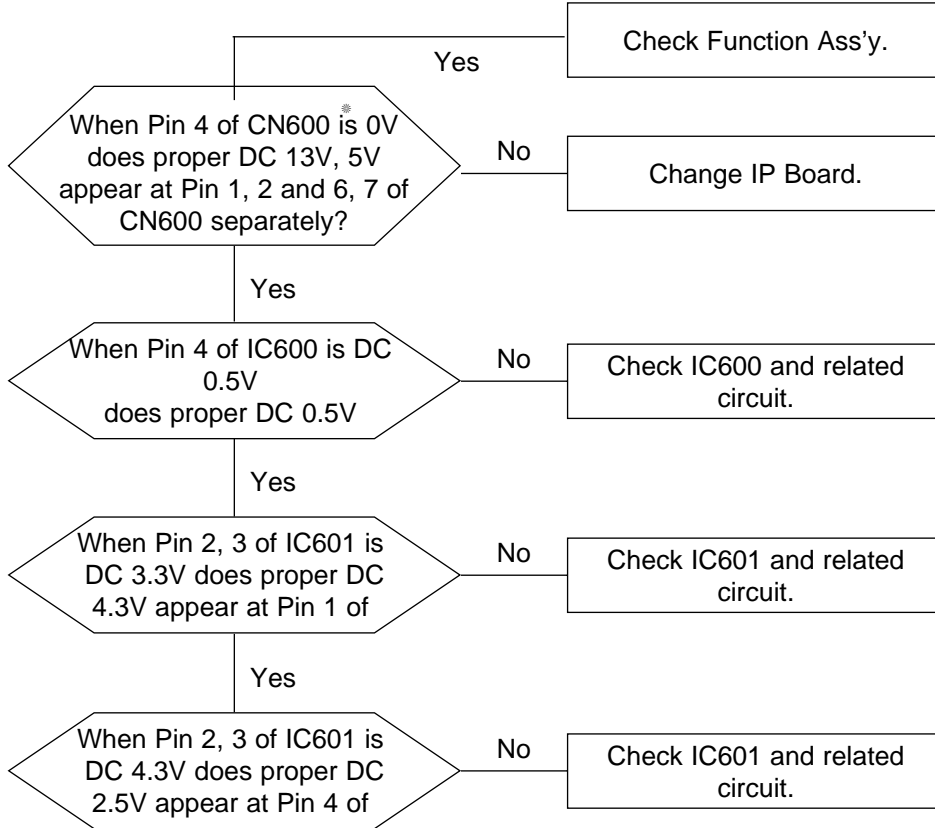 Check Function Ass'y.
Yes
When Pin 4 of CN600 is 0V
does proper DC 13V, 5V
appear at Pin 1, 2 and 6, 7 of
CN600 separately?
No
Change IP Board.
Yes
When Pin 4 of IC600 is DC
0.5V
does proper DC 0.5V
No
Check IC600 and related
circuit.
Yes
When Pin 2, 3 of IC601 is
DC 3.3V does proper DC
4.3V appear at Pin 1 of
No
Check IC601 and related
circuit.
Yes
When Pin 2, 3 of IC601 is
DC 4.3V does proper DC
2.5V appear at Pin 4 of
No
Check IC601 and related
circuit.